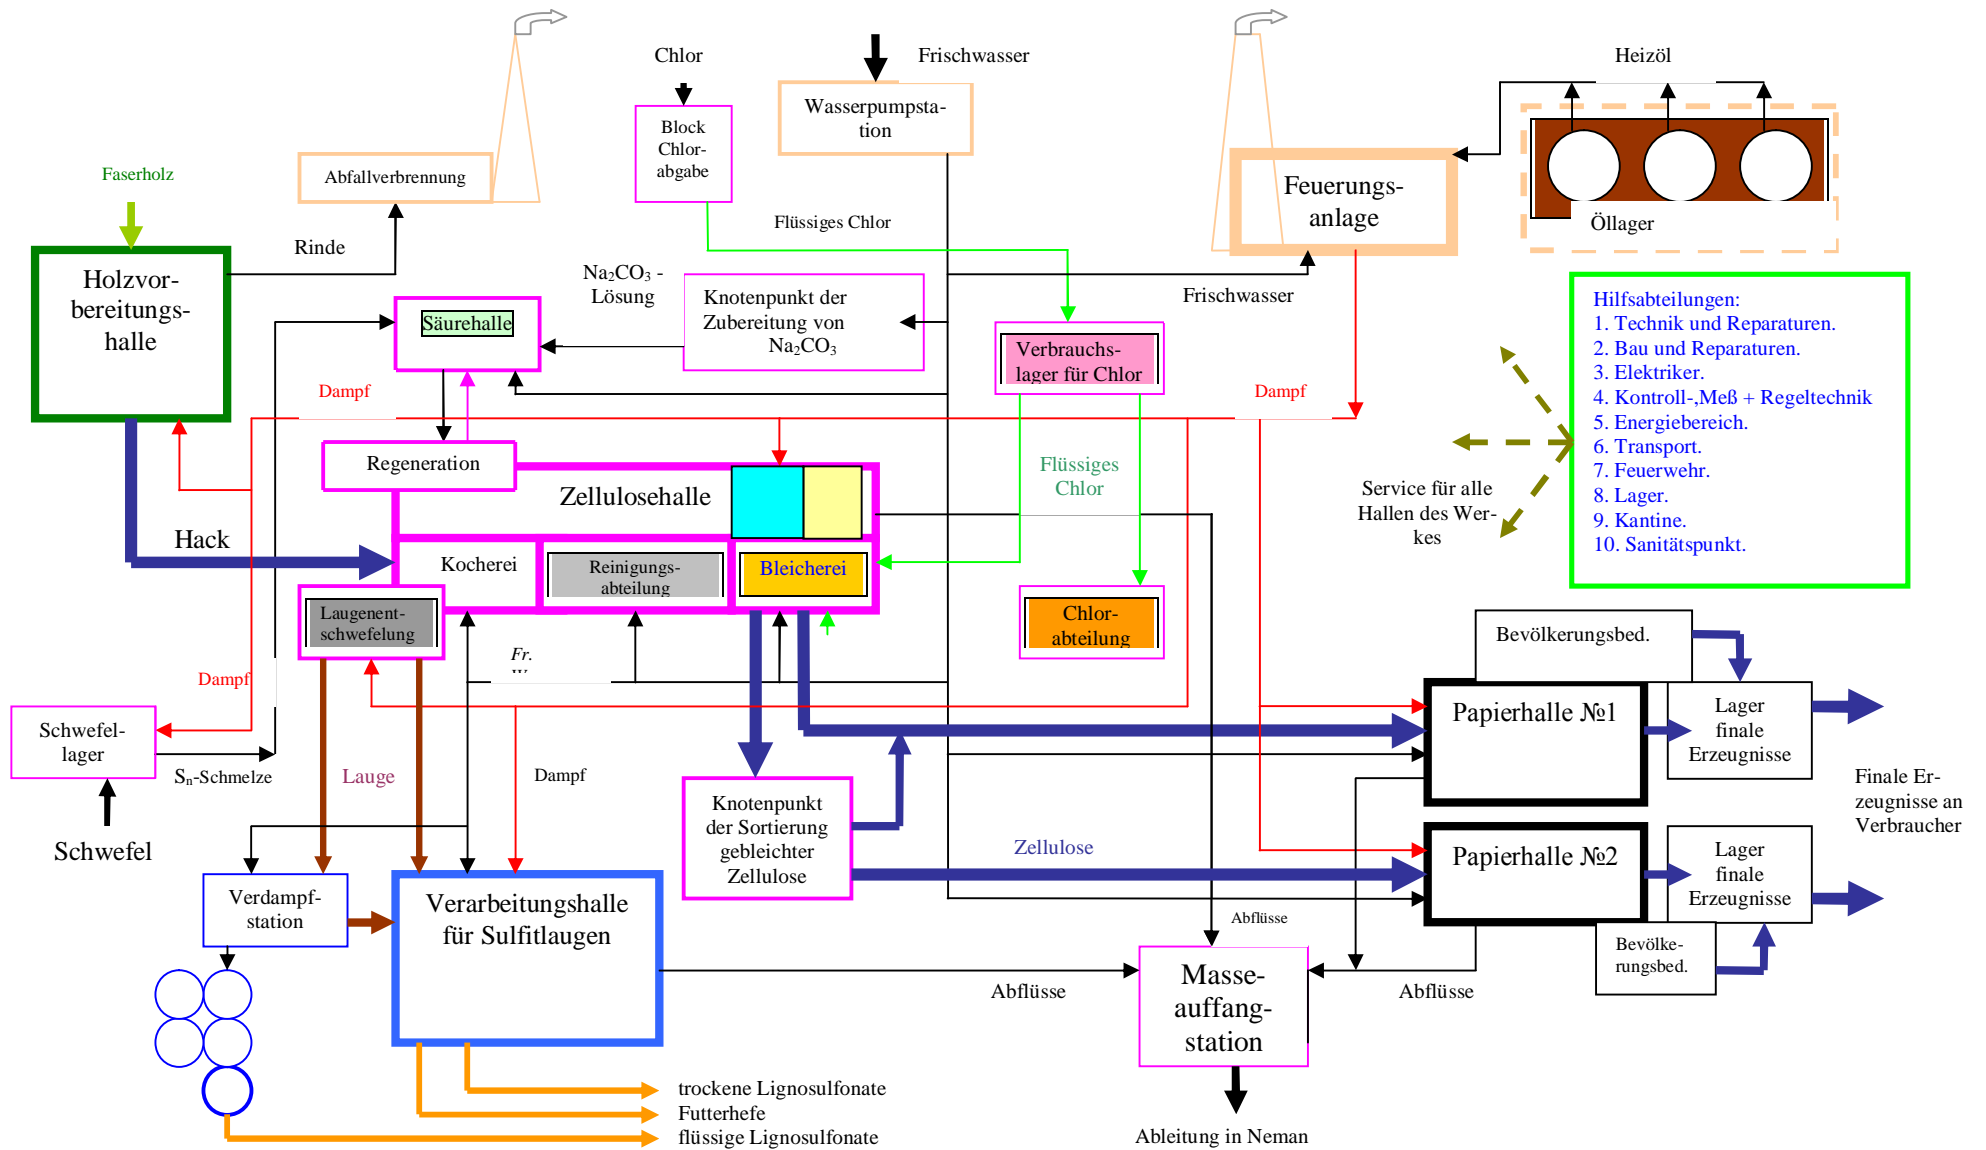 Chlor
Frischwasser
Heizöl
Wasserpumpsta-
tion
Block
Chlor-
abgabe
Faserholz
Abfallverbrennung
Feuerungs-
anlage
Öllager
Flüssiges Chlor
Rinde
Holzvor-
bereitungs-
halle
Na₂CO₃ -
Lösung
Knotenpunkt der
Zubereitung von
Na₂CO₃
Frischwasser
Säurehalle
Verbrauchs-
lager für Chlor
Hilfsabteilungen:
1. Technik und Reparaturen.
2. Bau und Reparaturen.
3. Elektriker.
4. Kontroll-,Meß + Regeltechnik
5. Energiebereich.
6. Transport.
7. Feuerwehr.
8. Lager.
9. Kantine.
10. Sanitätspunkt.
Dampf
Dampf
Regeneration
Zellulosehalle
Flüssiges
Chlor
Service für alle
Hallen des Wer-
kes
Hack
Kocherei
Reinigungs-
abteilung
Bleicherei
Laugenent-
schwefelung
Chlor-
abteilung
Bevölkerungsbed.
Fr.
Dampf
Schwefel-
lager
Papierhalle №1
Lager
finale
Erzeugnisse
Sₙ-Schmelze
Lauge
Dampf
Finale Er-
zeugnisse an
Verbraucher
Schwefel
Knotenpunkt
der Sortierung
gebleichter
Zellulose
Zellulose
Papierhalle №2
Lager
finale
Erzeugnisse
Verdampf-
station
Verarbeitungshalle
für Sulfitlaugen
Abflüsse
Bevölke-
rungsbed.
Masse-
auffang-
station
Abflüsse
Abflüsse
trockene Lignosulfonate
Futterhefe
flüssige Lignosulfonate
Ableitung in Neman